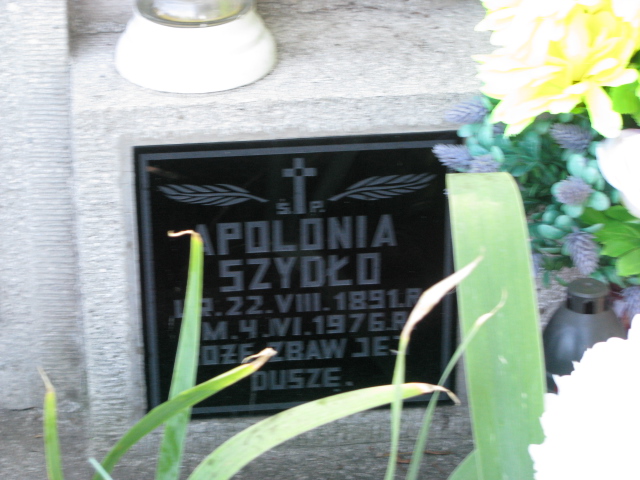 Ś. P.
APOLONIA
SZYDŁO
UR. 22. VIII. 1891. R.
ZM. 4. VI. 1976. R.
BOŻE ZBAW JEJ
DUSZĘ.